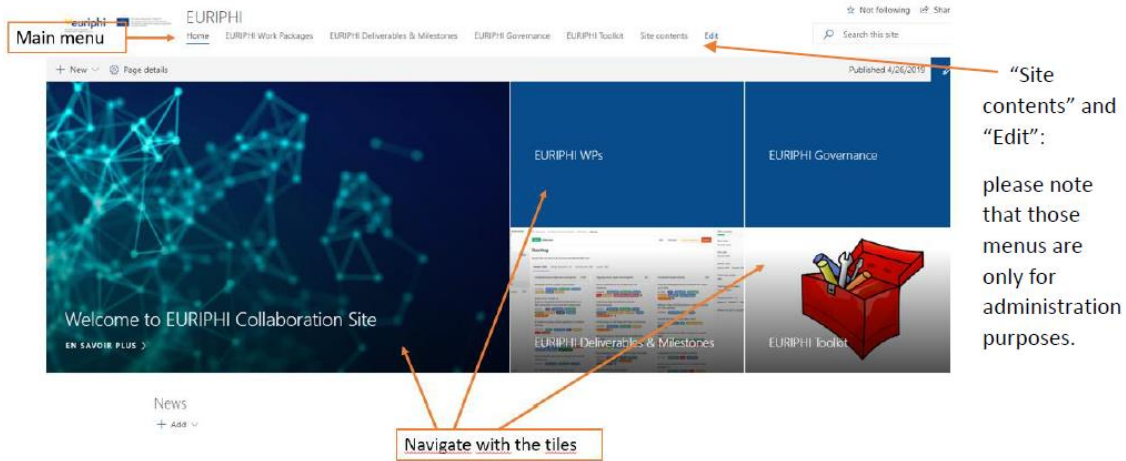 EURIPHI
euriphi
☆ Not following Shar
Main menu
Home EURIPHI Work Packages EURIPHI Deliverables & Milestones EURIPHI Governance EURIPHI Toolkit Site contents Edit
Search this site
+ New Page details
Published 4/26/2019
“Site
contents” and
“Edit”:
please note
that those
menus are
only for
administration
purposes.
EURIPHI WPs
EURIPHI Governance
Welcome to EURIPHI Collaboration Site
EN SAVOIR PLUS >
EURIPHI Deliverables & Milestones
EURIPHI Toolkit
News
+ Add
Navigate with the tiles